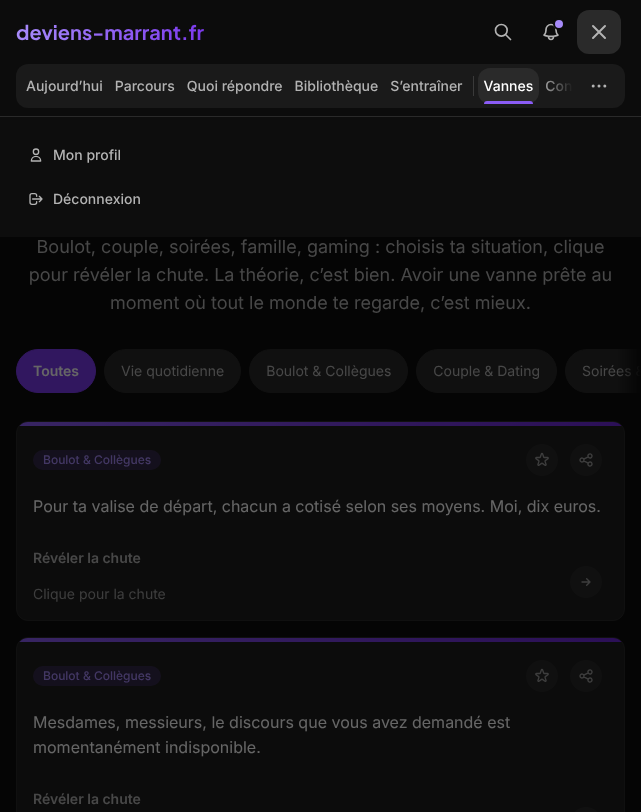 deviens-marrant.fr
Aujourd’hui Parcours Quoi répondre Bibliothèque S’entraîner Vannes Con
Mon profil
Déconnexion
Boulot, couple, soirées, famille, gaming : choisis ta situation, clique
pour révéler la chute. La théorie, c’est bien. Avoir une vanne prête au
moment où tout le monde te regarde, c’est mieux.
Toutes Vie quotidienne Boulot & Collègues Couple & Dating Soirées
Boulot & Collègues
Pour ta valise de départ, chacun a cotisé selon ses moyens. Moi, dix euros.
Révéler la chute
Clique pour la chute
Boulot & Collègues
Mesdames, messieurs, le discours que vous avez demandé est
momentanément indisponible.
Révéler la chute